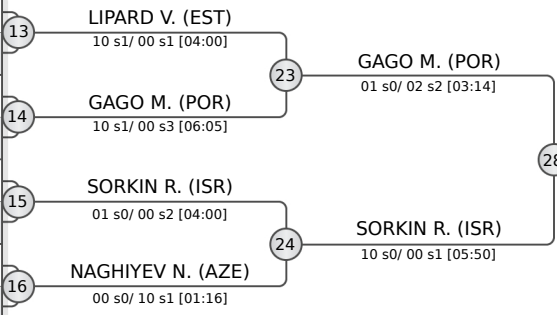 LIPARD V. (EST)
13
10 s1/ 00 s1 [04:00]
23
GAGO M. (POR)
01 s0/ 02 s2 [03:14]
GAGO M. (POR)
14
10 s1/ 00 s3 [06:05]
28
SORKIN R. (ISR)
15
01 s0/ 00 s2 [04:00]
24
SORKIN R. (ISR)
10 s0/ 00 s1 [05:50]
NAGHIYEV N. (AZE)
16
00 s0/ 10 s1 [01:16]